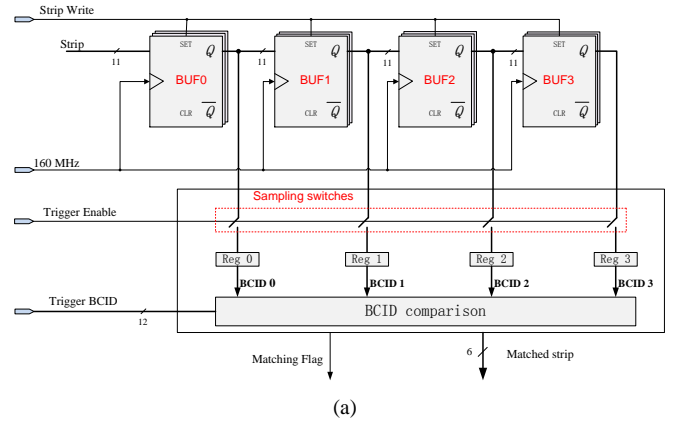 Strip Write
Strip
11
SET
Q
BUF0
CLR
Q
11
SET
Q
BUF1
CLR
Q
11
SET
Q
BUF2
CLR
Q
11
SET
Q
BUF3
CLR
Q
160 MHz
Sampling switches
Trigger Enable
Reg 0
Reg 1
Reg 2
Reg 3
BCID 0
BCID 1
BCID 2
BCID 3
Trigger BCID
12
BCID comparison
Matching Flag
6
Matched strip
(a)